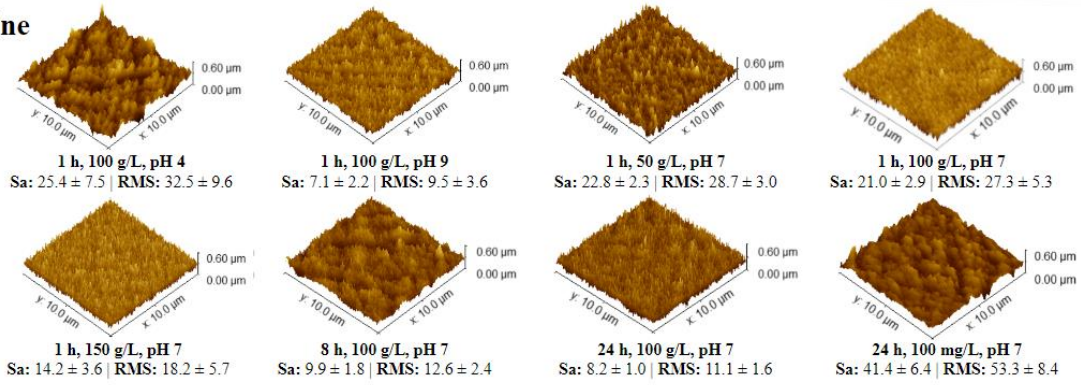 ne
0.60 µm
0.00 µm
y: 10.0 µm
x: 10.0 µm
1 h, 100 g/L, pH 4
Sa: 25.4 ± 7.5 | RMS: 32.5 ± 9.6
0.60 µm
0.00 µm
y: 10.0 µm
x: 10.0 µm
1 h, 100 g/L, pH 9
Sa: 7.1 ± 2.2 | RMS: 9.5 ± 3.6
0.60 µm
0.00 µm
y: 10.0 µm
x: 10.0 µm
1 h, 50 g/L, pH 7
Sa: 22.8 ± 2.3 | RMS: 28.7 ± 3.0
0.60 µm
0.00 µm
y: 10.0 µm
x: 10.0 µm
1 h, 100 g/L, pH 7
Sa: 21.0 ± 2.9 | RMS: 27.3 ± 5.3
0.60 µm
0.00 µm
y: 10.0 µm
x: 10.0 µm
1 h, 150 g/L, pH 7
Sa: 14.2 ± 3.6 | RMS: 18.2 ± 5.7
0.60 µm
0.00 µm
y: 10.0 µm
x: 10.0 µm
8 h, 100 g/L, pH 7
Sa: 9.9 ± 1.8 | RMS: 12.6 ± 2.4
0.60 µm
0.00 µm
y: 10.0 µm
x: 10.0 µm
24 h, 100 g/L, pH 7
Sa: 8.2 ± 1.0 | RMS: 11.1 ± 1.6
0.60 µm
0.00 µm
y: 10.0 µm
x: 10.0 µm
24 h, 100 mg/L, pH 7
Sa: 41.4 ± 6.4 | RMS: 53.3 ± 8.4